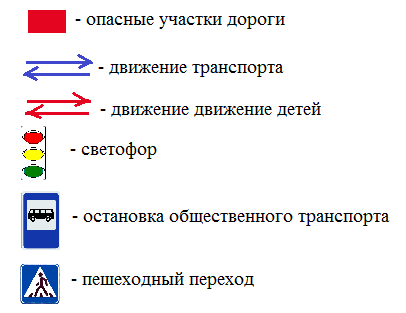 - опасные участки дороги
- движение транспорта
- движение движение детей
- светофор
- остановка общественного транспорта
- пешеходный переход